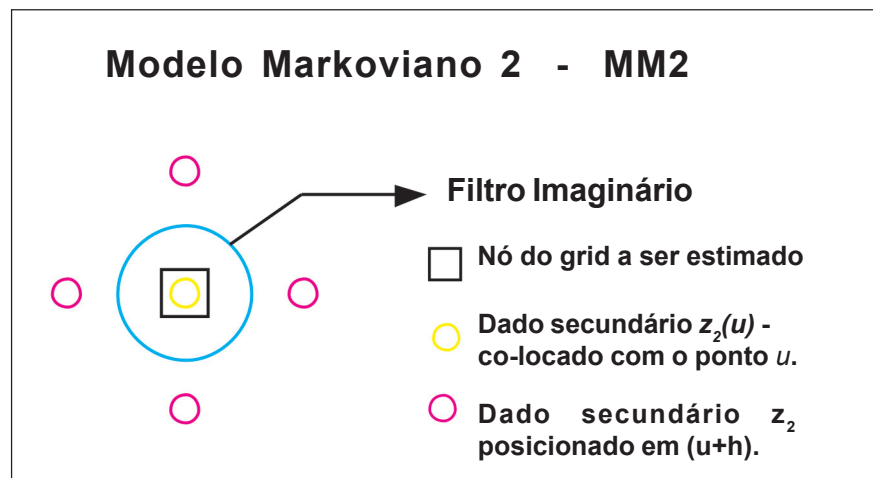 Modelo Markoviano 2 - MM2
Filtro Imaginário
Nó do grid a ser estimado
Dado secundário z₂(u) -
co-locado com o ponto u.
Dado secundário z₂
posicionado em (u+h).